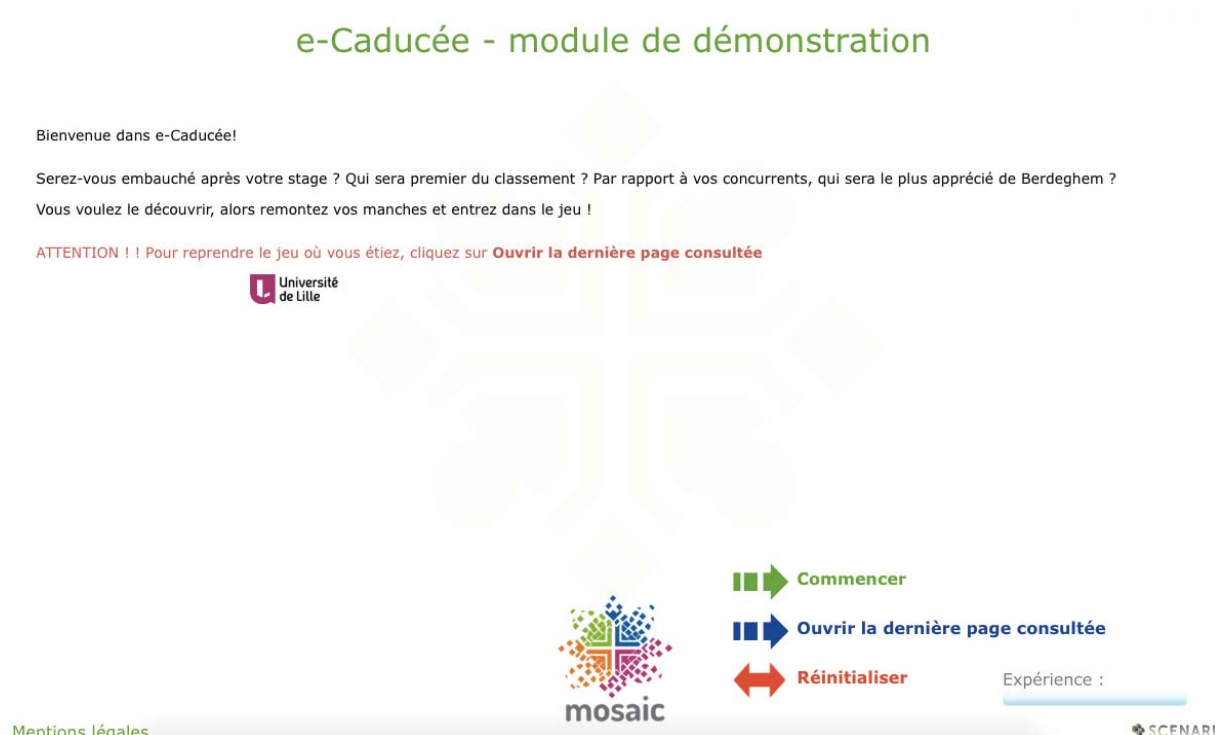 e-Caducée - module de démonstration
Bienvenue dans e-Caducée!
Serez-vous embauché après votre stage ? Qui sera premier du classement ? Par rapport à vos concurrents, qui sera le plus apprécié de Berdeghem ?
Vous voulez le découvrir, alors remontez vos manches et entrez dans le jeu !
ATTENTION ! ! Pour reprendre le jeu où vous étiez, cliquez sur Ouvrir la dernière page consultée
Université
de Lille
Commencer
Ouvrir la dernière page consultée
Réinitialiser
Expérience :
mosaic
Mentions légales
SCENARI